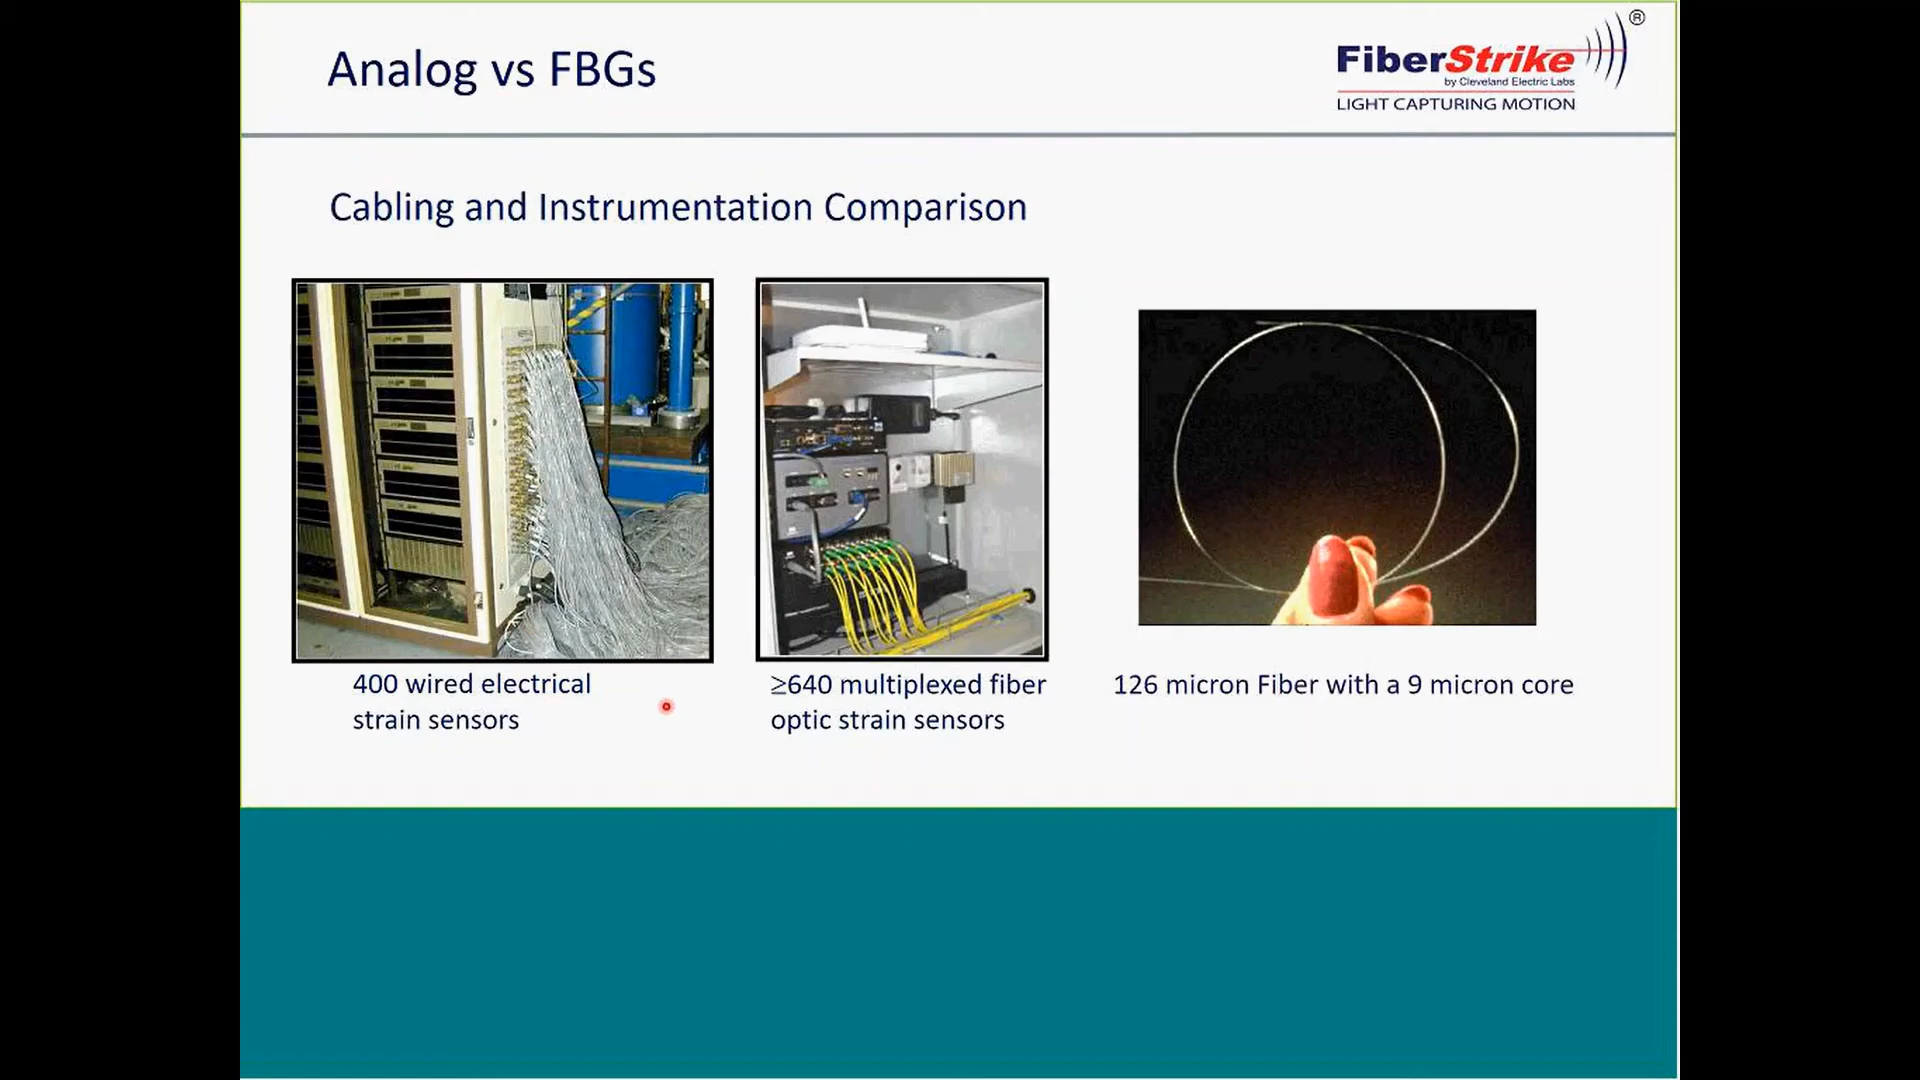 Analog vs FBGs
FiberStrike ®
by Cleveland Electric Labs
LIGHT CAPTURING MOTION
Cabling and Instrumentation Comparison
400 wired electrical
strain sensors
≥640 multiplexed fiber
optic strain sensors
126 micron Fiber with a 9 micron core